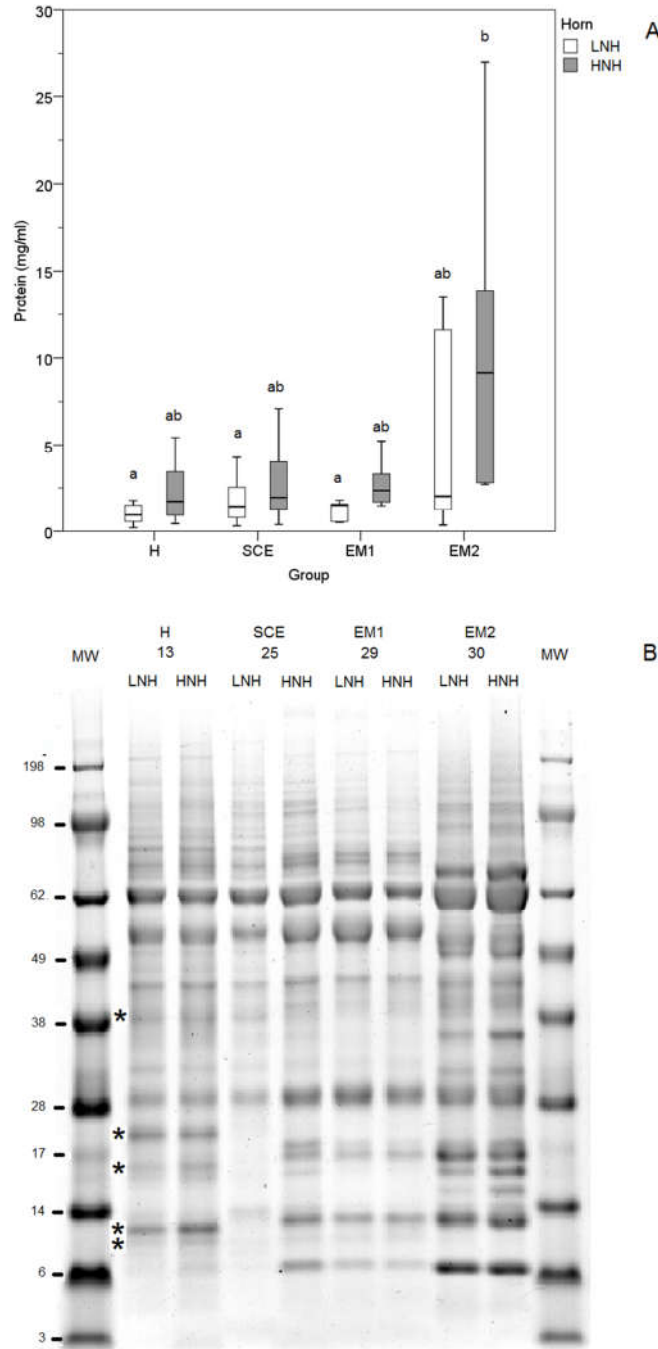 A
Horn
LNH
HNH
30
25
20
15
10
5
0
Protein (mg/ml)
a
ab
a
ab
a
ab
ab
b
H
SCE
EM1
EM2
Group
B
H SCE EM1 EM2
MW 13 25 29 30 MW
LNH HNH LNH HNH LNH HNH LNH HNH
198
98
62
49
38 *
28
* 
17 *
14
*
*
6
3